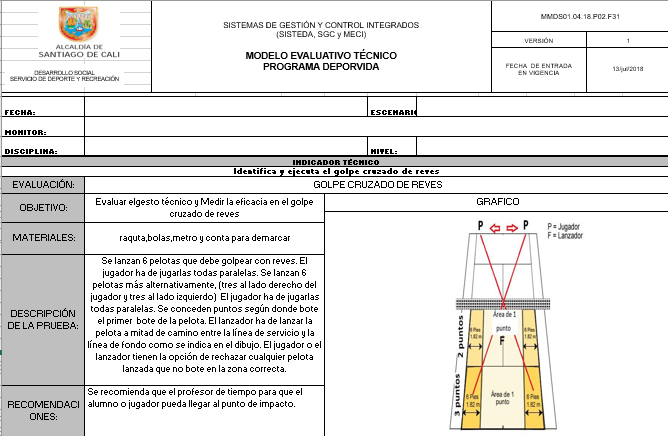 ALCALDÍA DE
SANTIAGO DE CALI
DESARROLLO SOCIAL
SERVICIO DE DEPORTE Y RECREACIÓN
SISTEMAS DE GESTIÓN Y CONTROL INTEGRADOS
(SISTEDA, SGC y MECI)
MODELO EVALUATIVO TÉCNICO
PROGRAMA DEPORVIDA
MMDS01.04.18.P02.F31
VERSIÓN
1
FECHA DE ENTRADA
EN VIGENCIA
13/jul/2018
FECHA:
ESCENARIO
MONITOR:
DISCIPLINA:
NIVEL:
INDICADOR TÉCNICO
Identifica y ejecuta el golpe cruzado de reves
EVALUACIÓN:
GOLPE CRUZADO DE REVES
OBJETIVO:
Evaluar elgesto técnico y Medir la eficacia en el golpe
cruzado de reves
MATERIALES:
raquta,bolas,metro y conta para demarcar
DESCRIPCIÓN
DE LA PRUEBA:
Se lanzan 6 pelotas que debe golpear con reves. El
jugador ha de jugarlas todas paralelas. Se lanzan 6
pelotas más alternativamente, (tres al lado derecho del
jugador y tres al lado izquierdo) El jugador ha de jugarlas
todas paralelas. Se conceden puntos según donde bote
el primer bote de la pelota. El lanzador ha de lanzar la
pelota a mitad de camino entre la línea de servicio y la
línea de fondo como se indica en el dibujo. El jugador o el
lanzador tienen la opción de rechazar cualquier pelota
lanzada que no bote en la zona correcta.
RECOMENDACI
ONES:
Se recomienda que el profesor de tiempo para que el
alumno o jugador pueda llegar al punto de impacto.
GRAFICO
P
P
P = Jugador
F = Lanzador
Área de 1
punto
F
2 puntos
6 Pies
1.82 m
6 Pies
1.82 m
3 puntos
Área de 1
punto
6 Pies
1.82 m
6 Pies
1.82 m